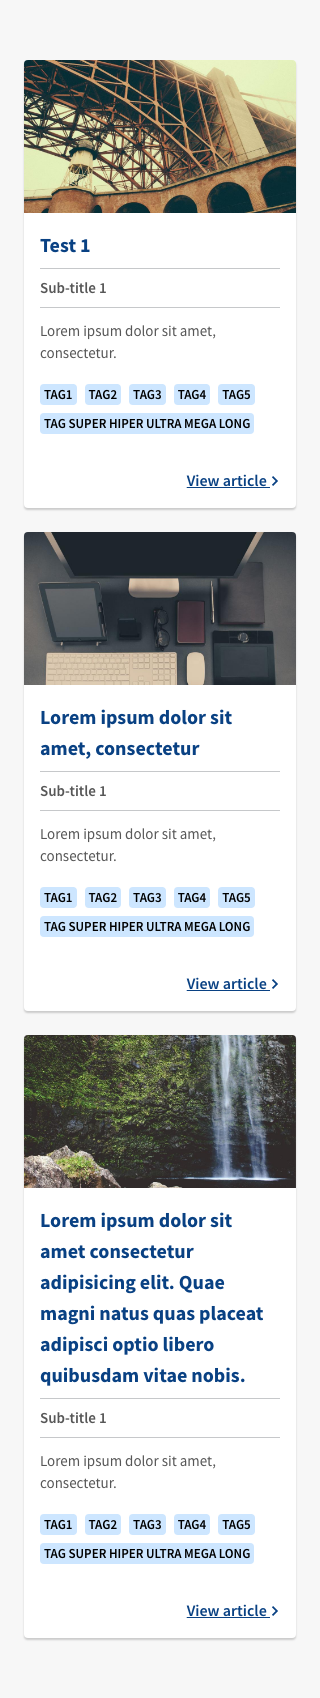 Test 1
Sub-title 1
Lorem ipsum dolor sit amet,
consectetur.
TAG1 TAG2 TAG3 TAG4 TAG5
TAG SUPER HIPER ULTRA MEGA LONG
View article
Lorem ipsum dolor sit
amet, consectetur
Sub-title 1
Lorem ipsum dolor sit amet,
consectetur.
TAG1 TAG2 TAG3 TAG4 TAG5
TAG SUPER HIPER ULTRA MEGA LONG
View article
Lorem ipsum dolor sit
amet consectetur
adipisicing elit. Quae
magni natus quas placeat
adipisci optio libero
quibusdam vitae nobis.
Sub-title 1
Lorem ipsum dolor sit amet,
consectetur.
TAG1 TAG2 TAG3 TAG4 TAG5
TAG SUPER HIPER ULTRA MEGA LONG
View article